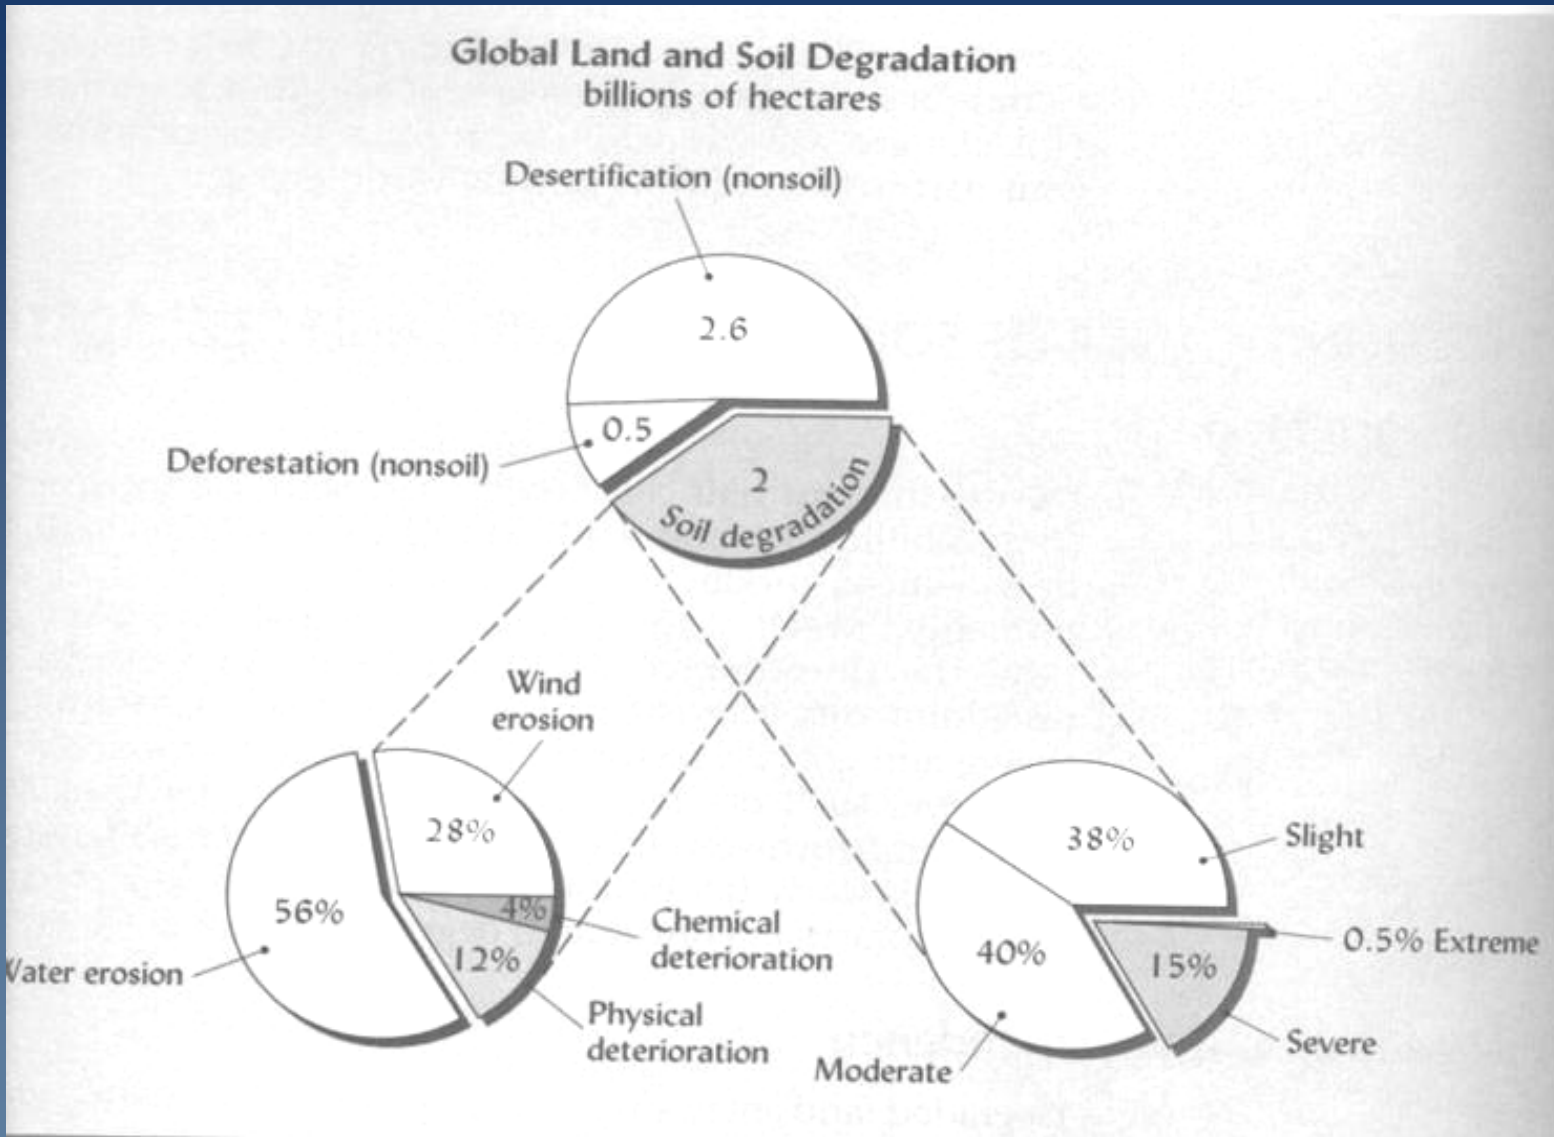 Global Land and Soil Degradation
billions of hectares
Desertification (nonsoil)
2.6
0.5
Deforestation (nonsoil)
2
Soil degradation
Wind
erosion
28%
56%
4%
12%
Water erosion
Chemical
deterioration
Physical
deterioration
38%
Slight
40%
15%
0.5% Extreme
Severe
Moderate